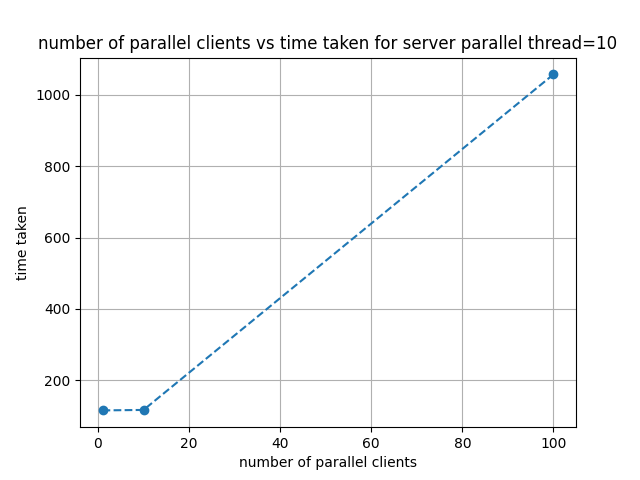 number of parallel clients vs time taken for server parallel thread=10
1000
800
600
400
200
time taken
0 20 40 60 80 100
number of parallel clients